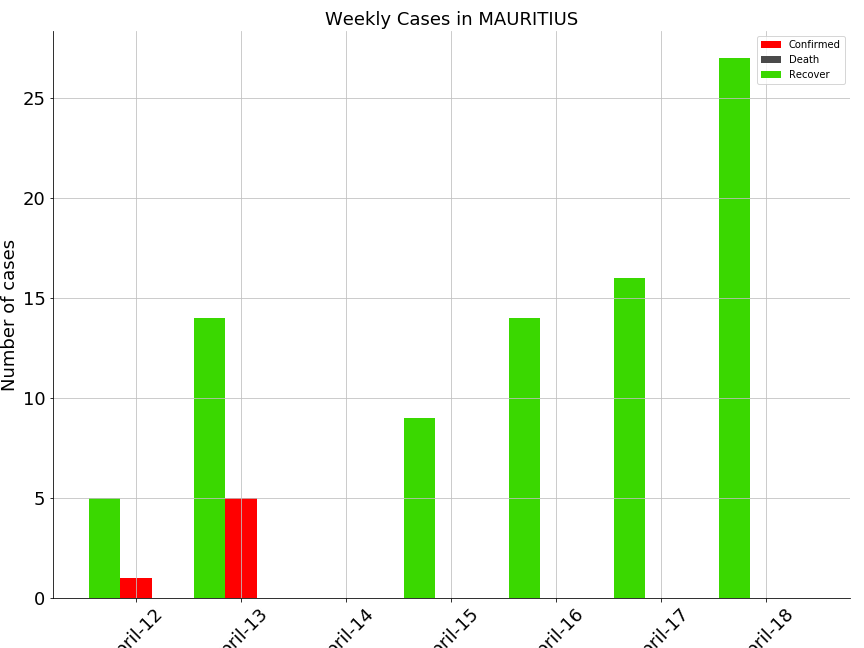 Weekly Cases in MAURITIUS
Confirmed
Death
Recover
Number of cases
25
20
15
10
5
0
pril-12
pril-13
pril-14
pril-15
pril-16
pril-17
pril-18